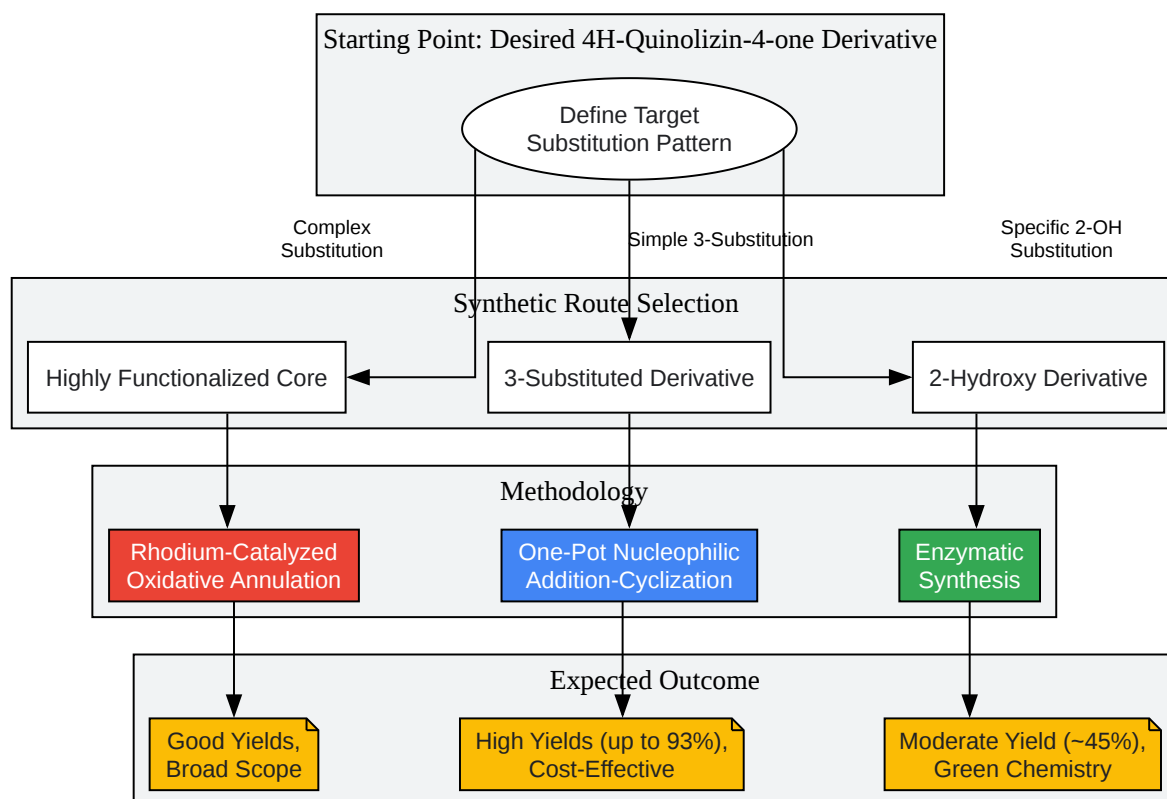 Starting Point: Desired 4H-Quinolizin-4-one Derivative
Define Target
Substitution Pattern
Complex
Substitution
Simple 3-Substitution
Specific 2-OH
Substitution
Synthetic Route Selection
Highly Functionalized Core
3-Substituted Derivative
2-Hydroxy Derivative
Methodology
Rhodium-Catalyzed
Oxidative Annulation
One-Pot Nucleophilic
Addition-Cyclization
Enzymatic
Synthesis
Expected Outcome
Good Yields,
Broad Scope
High Yields (up to 93%),
Cost-Effective
Moderate Yield (~45%),
Green Chemistry